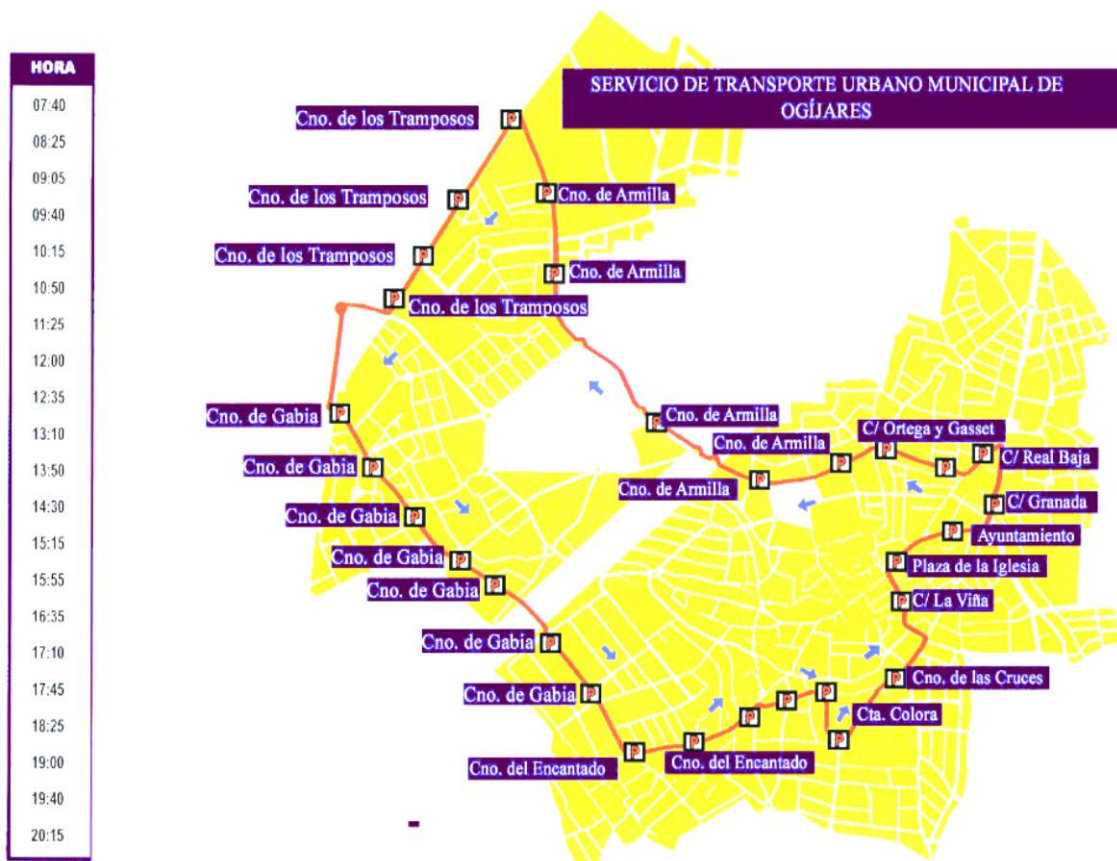 HORA
07:40
08:25
09:05
09:40
10:15
10:50
11:25
12:00
12:35
13:10
13:50
14:30
15:15
15:55
16:35
17:10
17:45
18:25
19:00
19:40
20:15
SERVICIO DE TRANSPORTE URBANO MUNICIPAL DE
OGÍJARES
Cno. de los Tramposos
P
Cno. de los Tramposos
P
P
Cno. de Armilla
Cno. de los Tramposos
P
P
Cno. de Armilla
P
Cno. de los Tramposos
Cno. de Gabia
P
P
Cno. de Armilla
C/ Ortega y Gasset
Cno. de Armilla
P
P
P
P
C/ Real Baja
Cno. de Gabia
P
Cno. de Armilla
P
Cno. de Gabia
P
P
C/ Granada
P
Ayuntamiento
Cno. de Gabia
P
P
Plaza de la Iglesia
Cno. de Gabia
P
P
C/ La Viña
Cno. de Gabia
P
P
Cno. de las Cruces
Cno. de Gabia
P
P
P
P
Cta. Colora
P
P
P
Cno. del Encantado
Cno. del Encantado